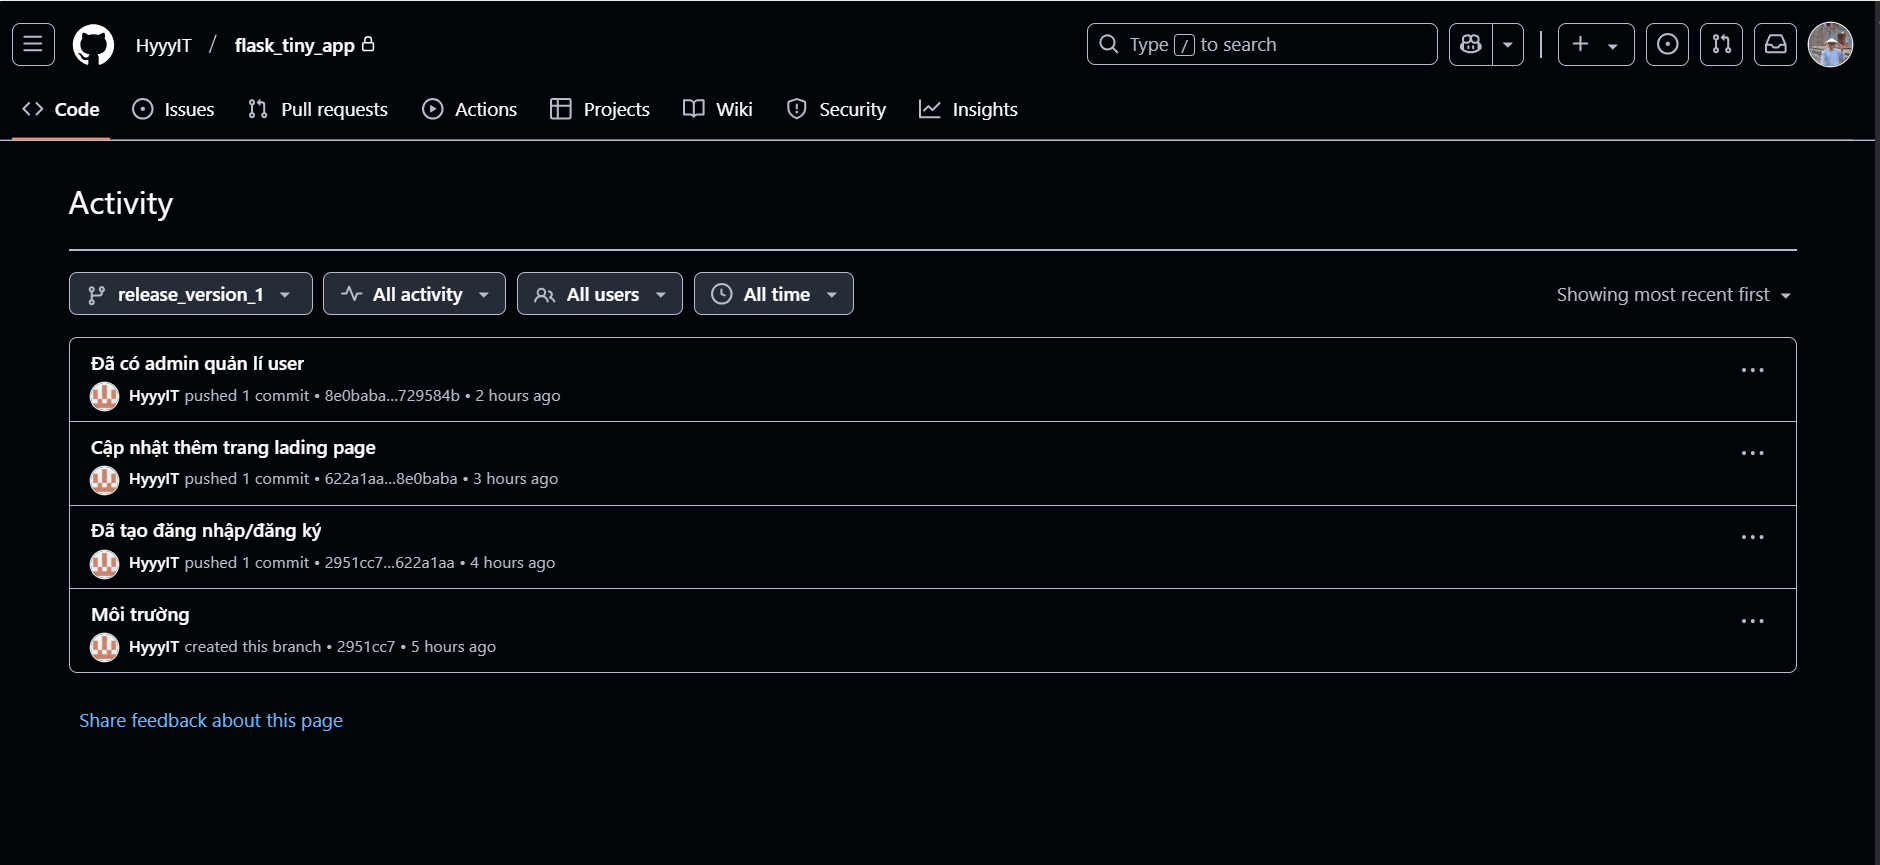 HyyyIT / flask_tiny_app
Type / to search
Code Issues Pull requests Actions Projects Wiki Security Insights
Activity
release_version_1 All activity All users All time Showing most recent first
Đã có admin quản lí user
HyyyIT pushed 1 commit • 8e0baba...729584b • 2 hours ago
Cập nhật thêm trang lading page
HyyyIT pushed 1 commit • 622a1aa...8e0baba • 3 hours ago
Đã tạo đăng nhập/đăng ký
HyyyIT pushed 1 commit • 2951cc7...622a1aa • 4 hours ago
Môi trường
HyyyIT created this branch • 2951cc7 • 5 hours ago
Share feedback about this page